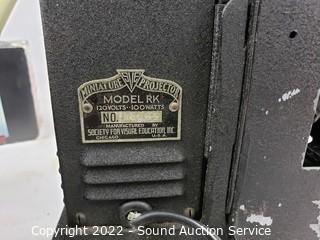 SVE
MINIATURE PROJECTOR
MODEL RK
120 VOLTS - 100 WATTS
NO.
MANUFACTURED BY
SOCIETY FOR VISUAL EDUCATION, INC.
CHICAGO U.S.A.
Copyright 2022 - Sound Auction Service